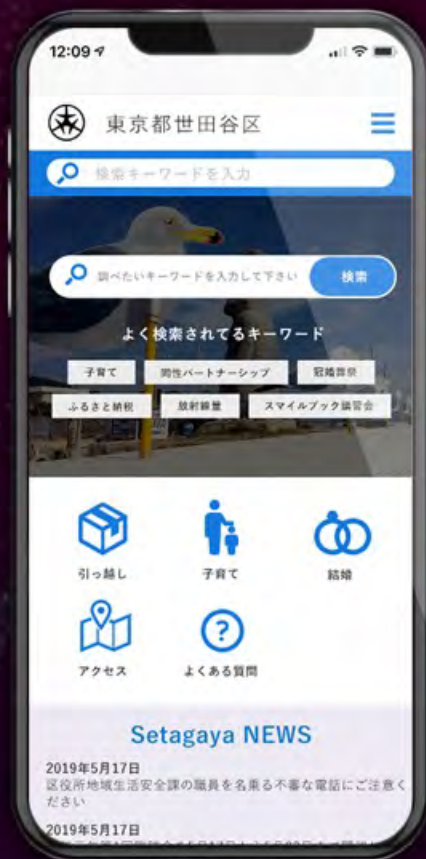 12:09
東京都世田谷区
検索キーワードを入力
調べたいキーワードを入力して下さい
検索
よく検索されてるキーワード
子育て 同性パートナーシップ 冠婚葬祭
ふるさと納税 放射線量 スマイルブック講習会
引っ越し 子育て 結婚
アクセス よくある質問
Setagaya NEWS
2019年5月17日
区役所地域生活安全課の職員を名乗る不審な電話にご注意く
ださい
2019年5月17日